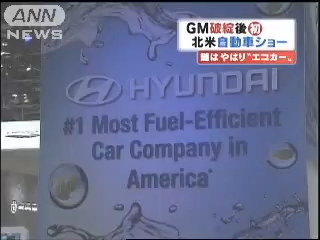 ANN
NEWS
GM破綻後初
北米自動車ショー
顔はやはり“エコカー„
HYUNDAI
#1 Most Fuel-Efficient
Car Company in
America*